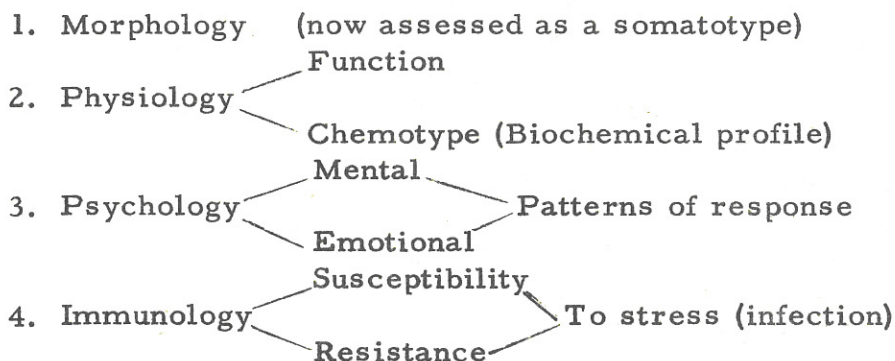 1. Morphology (now assessed as a somatotype)
Function
2. Physiology
Chemotype (Biochemical profile)
Mental
3. Psychology Patterns of response
Emotional
Susceptibility
4. Immunology To stress (infection)
Resistance